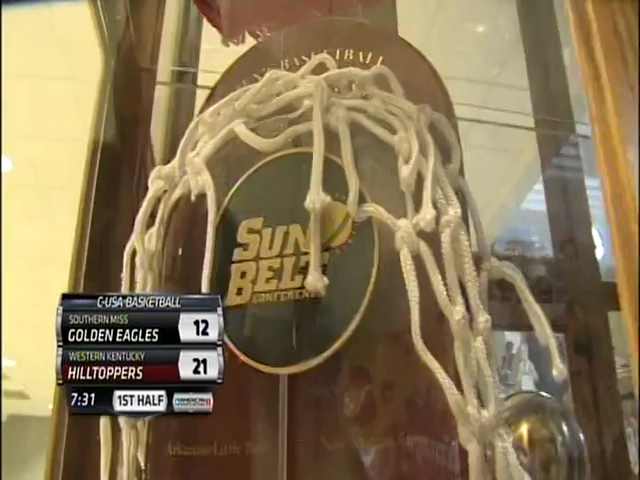 BASKETBALL
SUN
BELT
CONFERENCE
C-USA BASKETBALL
SOUTHERN MISS
GOLDEN EAGLES 12
WESTERN KENTUCKY
HILLTOPPERS 21
7:31 1ST HALF AMERICAN